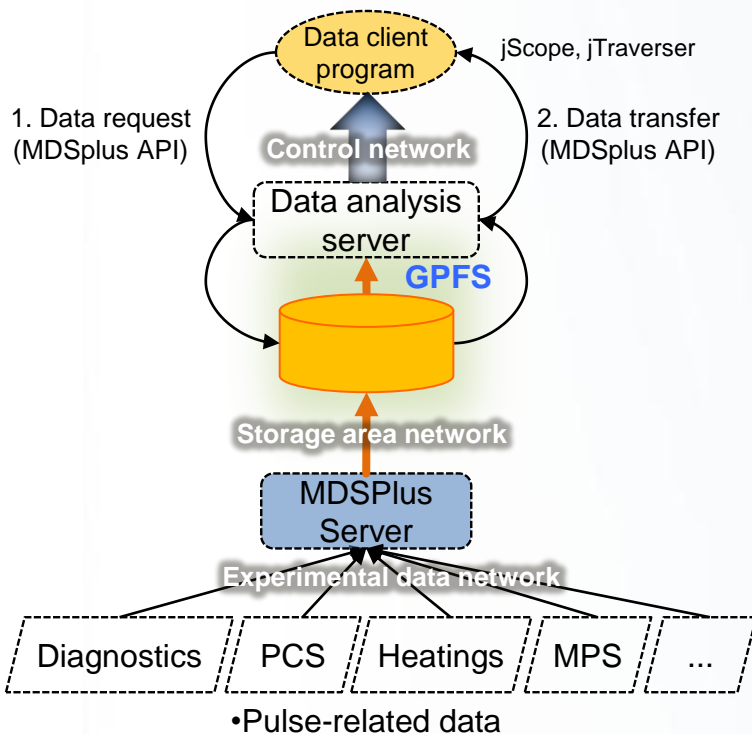 Data client
program
jScope, jTraverser
1. Data request
(MDSplus API)
2. Data transfer
(MDSplus API)
Control network
Data analysis
server
GPFS
Storage area network
MDSPlus
Server
Experimental data network
Diagnostics
PCS
Heatings
MPS
...
•Pulse-related data